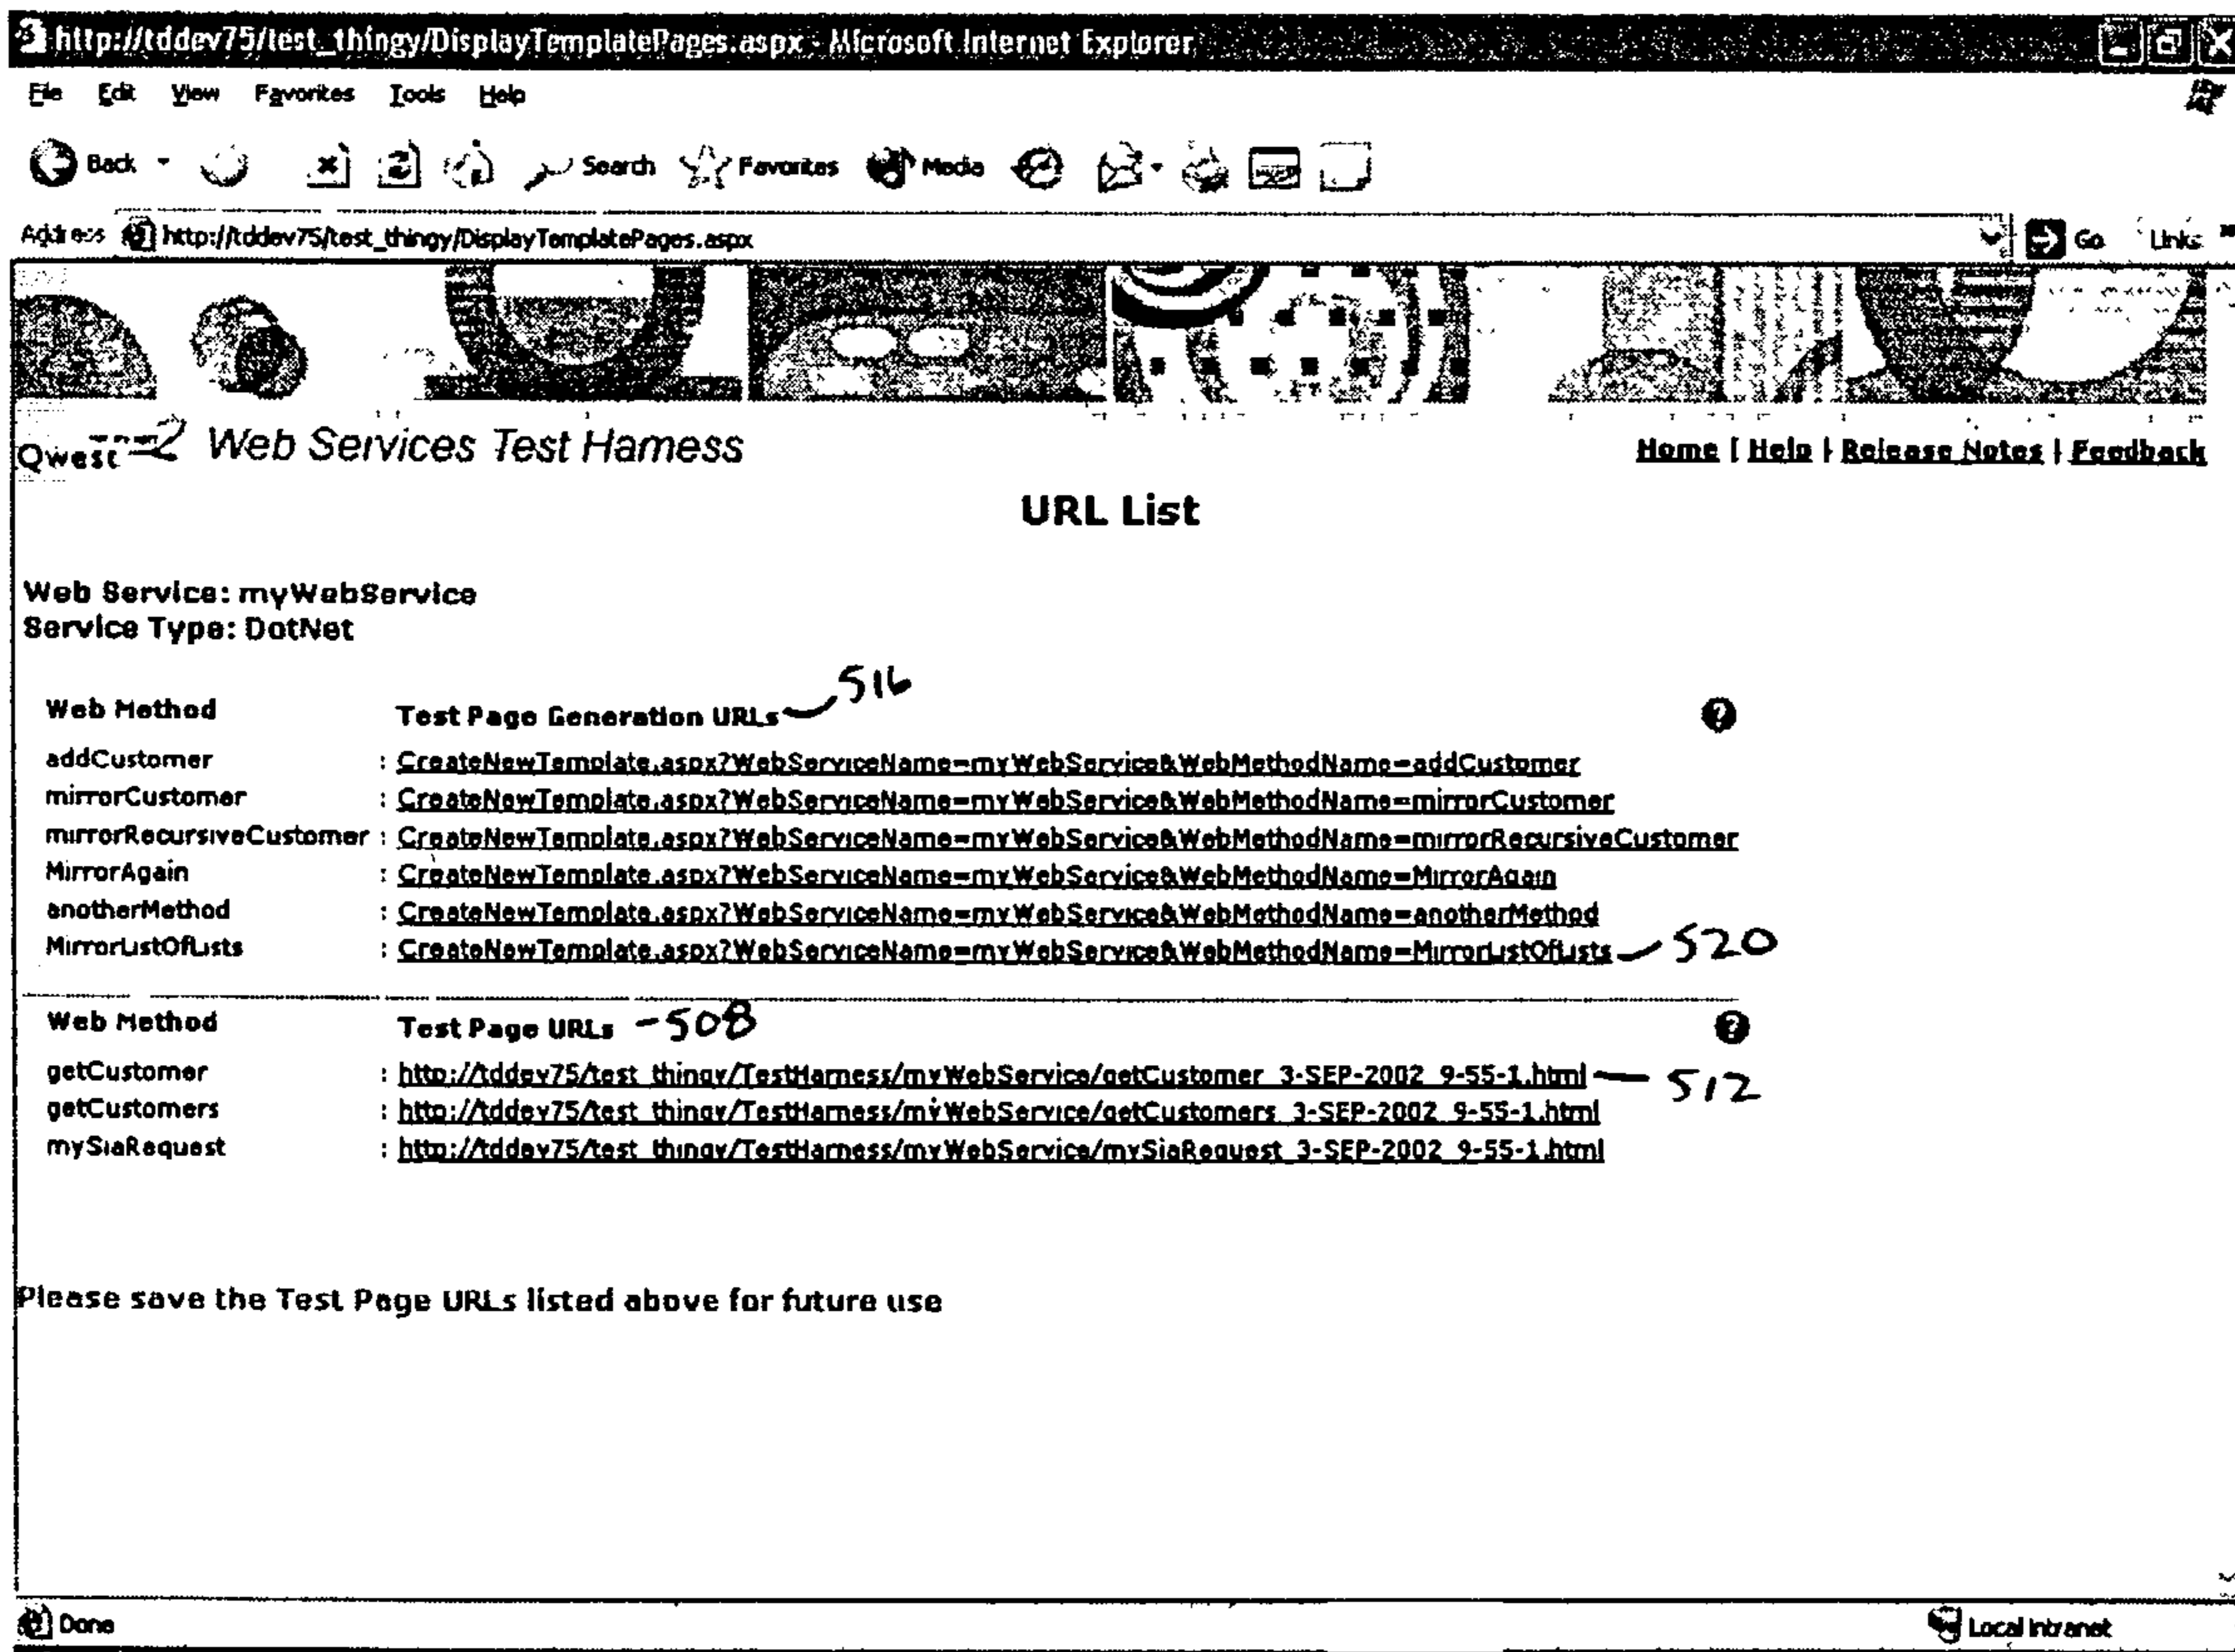 http://tddev75/test_thingy/DisplayTemplatePages.aspx - Microsoft Internet Explorer
File Edit View Favorites Tools Help
Back Search Favorites Media
Address http://tddev75/test_thingy/DisplayTemplatePages.aspx Go Links »
Qwest Web Services Test Harness Home | Help | Release Notes | Feedback
URL List
Web Service: myWebService
Service Type: DotNet
516
Web Method Test Page Generation URLs ?
addCustomer : CreateNewTemplate.aspx?WebServiceName=myWebService&WebMethodName=addCustomer
mirrorCustomer : CreateNewTemplate.aspx?WebServiceName=myWebService&WebMethodName=mirrorCustomer
mirrorRecursiveCustomer : CreateNewTemplate.aspx?WebServiceName=myWebService&WebMethodName=mirrorRecursiveCustomer
MirrorAgain : CreateNewTemplate.aspx?WebServiceName=myWebService&WebMethodName=MirrorAgain
anotherMethod : CreateNewTemplate.aspx?WebServiceName=myWebService&WebMethodName=anotherMethod
MirrorListOfLists : CreateNewTemplate.aspx?WebServiceName=myWebService&WebMethodName=MirrorListOfLists 520
Web Method Test Page URLs 508 ?
getCustomer : http://tddev75/test_thingy/TestHarness/myWebService/getCustomer_3-SEP-2002_9-55-1.html 512
getCustomers : http://tddev75/test_thingy/TestHarness/myWebService/getCustomers_3-SEP-2002_9-55-1.html
mySiaRequest : http://tddev75/test_thingy/TestHarness/myWebService/mySiaRequest_3-SEP-2002_9-55-1.html
Please save the Test Page URLs listed above for future use
Done Local intranet